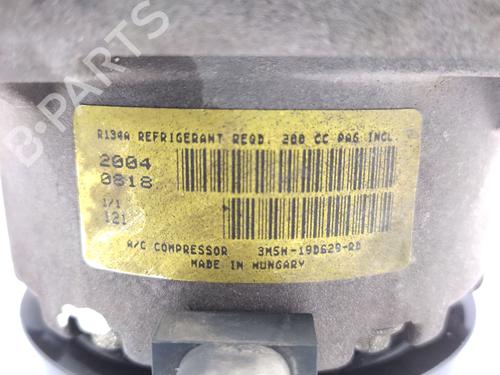 B-PARTS
R134A REFRIGERANT REQD. 200 CC PAG INCL.
2004
0818
1/1
121
A/C COMPRESSOR 3M5H-19D629-RD
MADE IN HUNGARY